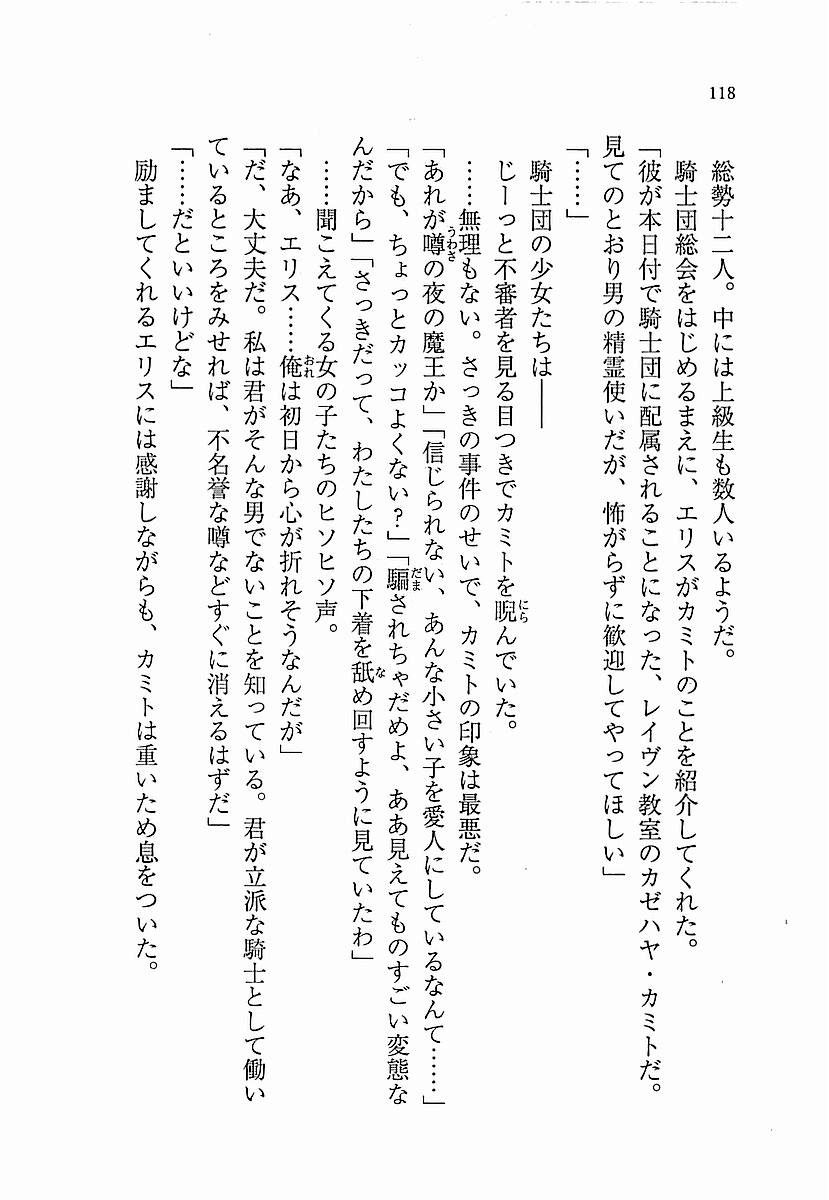 118
総勢十二人。中には上級生も数人いるようだ。
騎士団総会をはじめるまえに、エリスがカミトのことを紹介してくれた。
「彼が本日付で騎士団に配属されることになった、レイヴン教室のカゼハヤ・カミトだ。
見てのとおり男の精霊使いだが、怖がらずに歓迎してやってほしい」
「……」
騎士団の少女たちは――
じーっと不審者を見る目つきでカミトを睨んでいた。
……無理もない。さっきの事件のせいで、カミトの印象は最悪だ。
「あれが噂の夜の魔王か」「信じられない、あんな小さい子を愛人にしているなんて……」
「でも、ちょっとカッコよくない?」「騙されちゃだめよ、ああ見えてものすごい変態な
んだから」「さっきだって、わたしたちの下着を舐め回すように見ていたわ」
……聞こえてくる女の子たちのヒソヒソ声。
「なあ、エリス……俺は初日から心が折れそうなんだが」
「だ、大丈夫だ。私は君がそんな男でないことを知っている。君が立派な騎士として働い
ているところをみせれば、不名誉な噂などすぐに消えるはずだ」
「……だといいけどな」
励ましてくれるエリスには感謝しながらも、カミトは重いため息をついた。